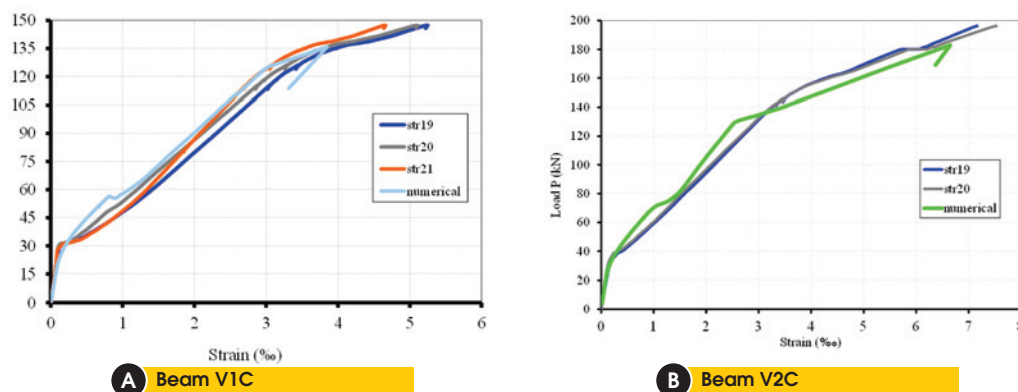 150
135
120
105
90
75
60
45
30
15
0
0 1 2 3 4 5 6
Strain (‰)
str19
str20
str21
numerical
A Beam V1C
200
180
160
140
120
100
80
60
40
20
0
Load P (kN)
0 1 2 3 4 5 6 7 8
Strain (‰)
str19
str20
numerical
B Beam V2C